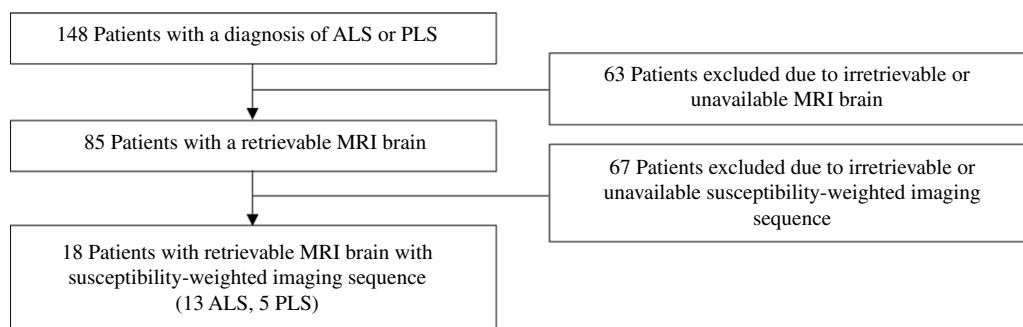 148 Patients with a diagnosis of ALS or PLS
63 Patients excluded due to irretrievable or
unavailable MRI brain
85 Patients with a retrievable MRI brain
67 Patients excluded due to irretrievable or
unavailable susceptibility-weighted imaging
sequence
18 Patients with retrievable MRI brain with
susceptibility-weighted imaging sequence
(13 ALS, 5 PLS)